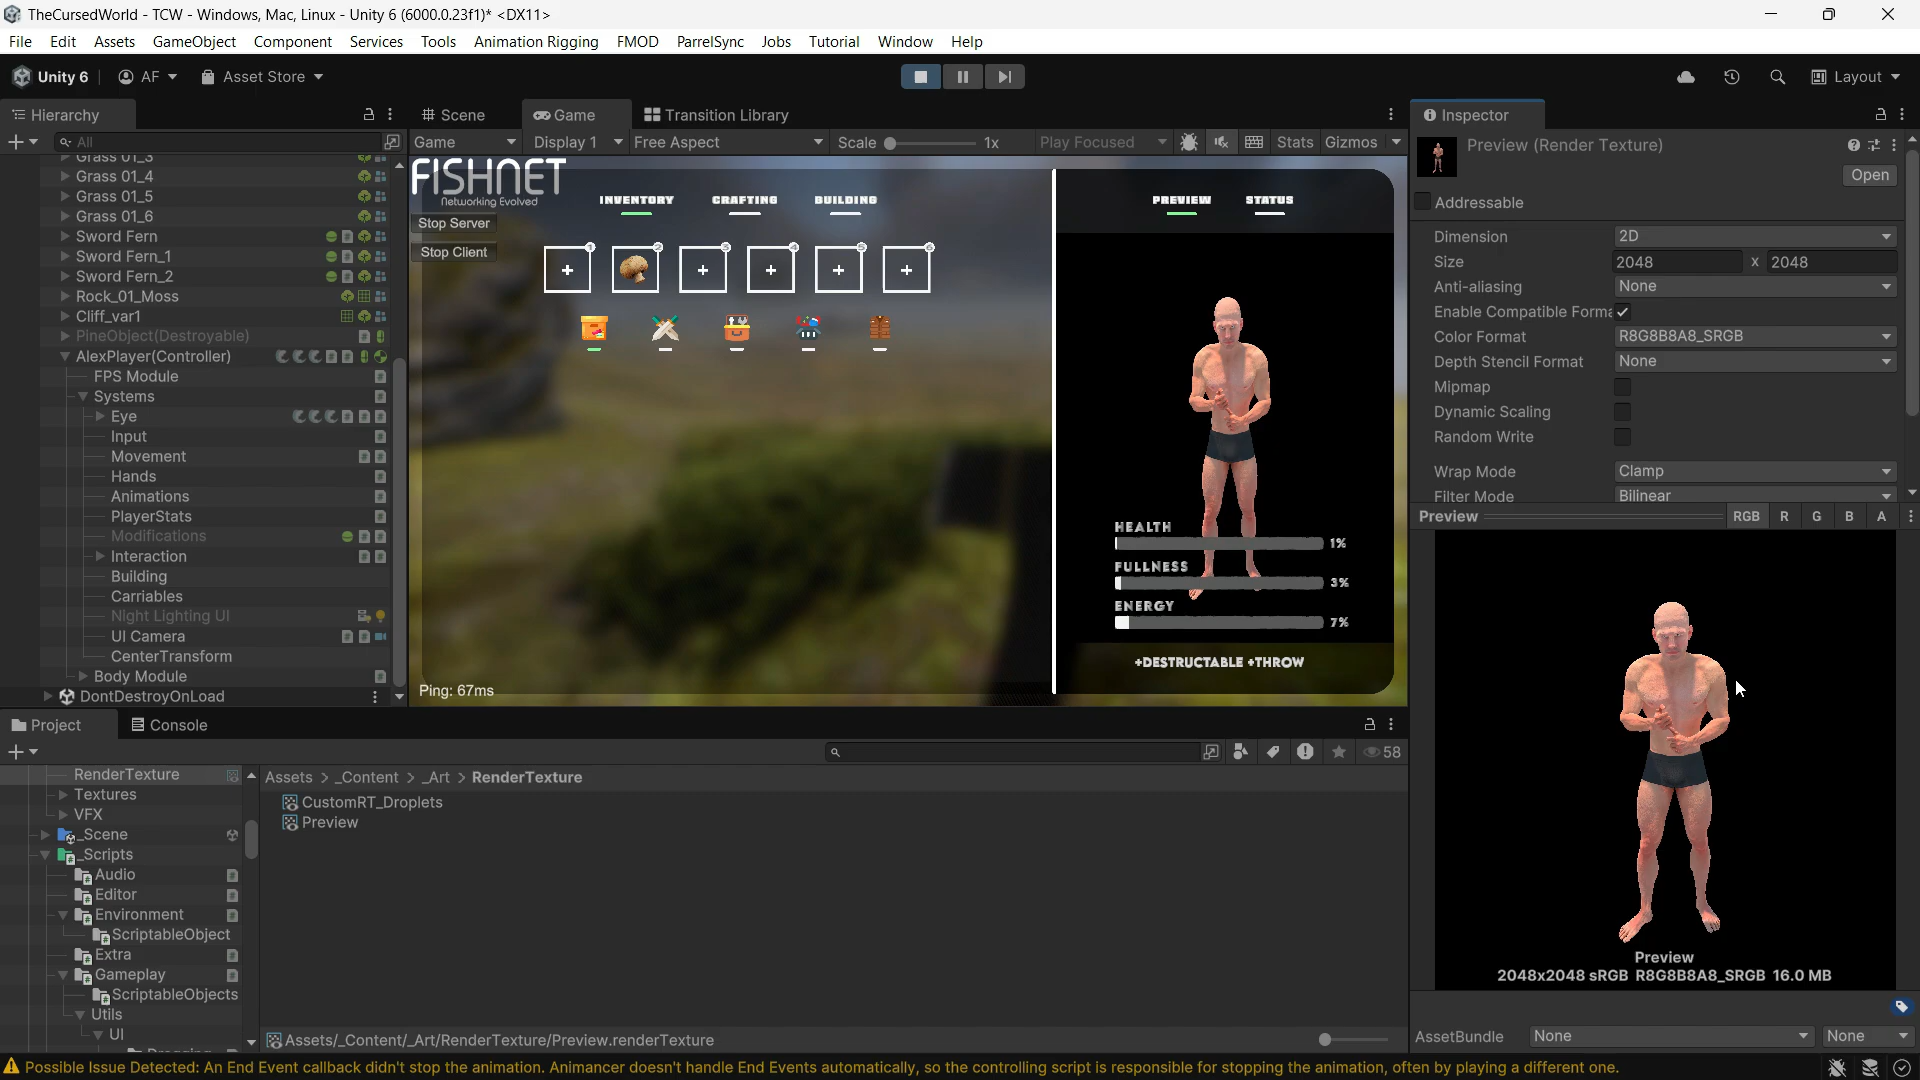 TheCursedWorld - TCW - Windows, Mac, Linux - Unity 6 (6000.0.23f1)* <DX11>
File Edit Assets GameObject Component Services Tools Animation Rigging FMOD ParrelSync Jobs Tutorial Window Help
Unity 6 AF Asset Store Layout
Hierarchy
All
Grass 01_3
Grass 01_4
Grass 01_5
Grass 01_6
Sword Fern
Sword Fern_1
Sword Fern_2
Rock_01_Moss
Cliff_var1
PineObject(Destroyable)
AlexPlayer(Controller)
FPS Module
Systems
Eye
Input
Movement
Hands
Animations
PlayerStats
Modifications
Interaction
Building
Carriables
Night Lighting UI
UI Camera
CenterTransform
Body Module
DontDestroyOnLoad
Scene Game Transition Library
Game Display 1 Free Aspect Scale 1x Play Focused Stats Gizmos
FISHNET
Networking Evolved
Stop Server
Stop Client
INVENTORY CRAFTING BUILDING
1 2 3 4 5 6
+ + + + +
PREVIEW STATUS
HEALTH
1%
FULLNESS
3%
ENERGY
7%
+DESTRUCTABLE +THROW
Ping: 67ms
Inspector
Preview (Render Texture)
Open
Addressable
Dimension 2D
Size 2048 x 2048
Anti-aliasing None
Enable Compatible Forma
Color Format R8G8B8A8_SRGB
Depth Stencil Format None
Mipmap
Dynamic Scaling
Random Write
Wrap Mode Clamp
Filter Mode Bilinear
Preview RGB R G B A
Preview
2048x2048 sRGB R8G8B8A8_SRGB 16.0 MB
AssetBundle None None
Project Console
58
RenderTexture
Textures
VFX
_Scene
_Scripts
Audio
Editor
Environment
ScriptableObject
Extra
Gameplay
ScriptableObjects
Utils
UI
Assets > _Content > _Art > RenderTexture
CustomRT_Droplets
Preview
Assets/_Content/_Art/RenderTexture/Preview.renderTexture
Possible Issue Detected: An End Event callback didn't stop the animation. Animancer doesn't handle End Events automatically, so the controlling script is responsible for stopping the animation, often by playing a different one.